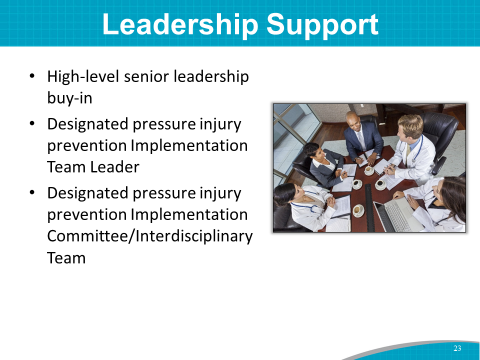 Leadership Support
• High-level senior leadership
buy-in
• Designated pressure injury
prevention Implementation
Team Leader
• Designated pressure injury
prevention Implementation
Committee/Interdisciplinary
Team
23